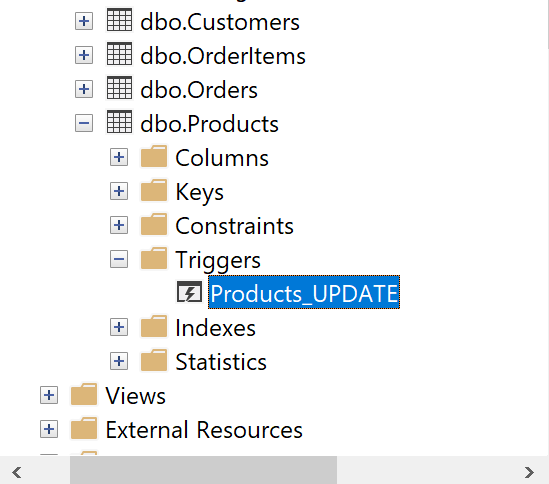 dbo.Customers
dbo.OrderItems
dbo.Orders
dbo.Products
Columns
Keys
Constraints
Triggers
Products_UPDATE
Indexes
Statistics
Views
External Resources